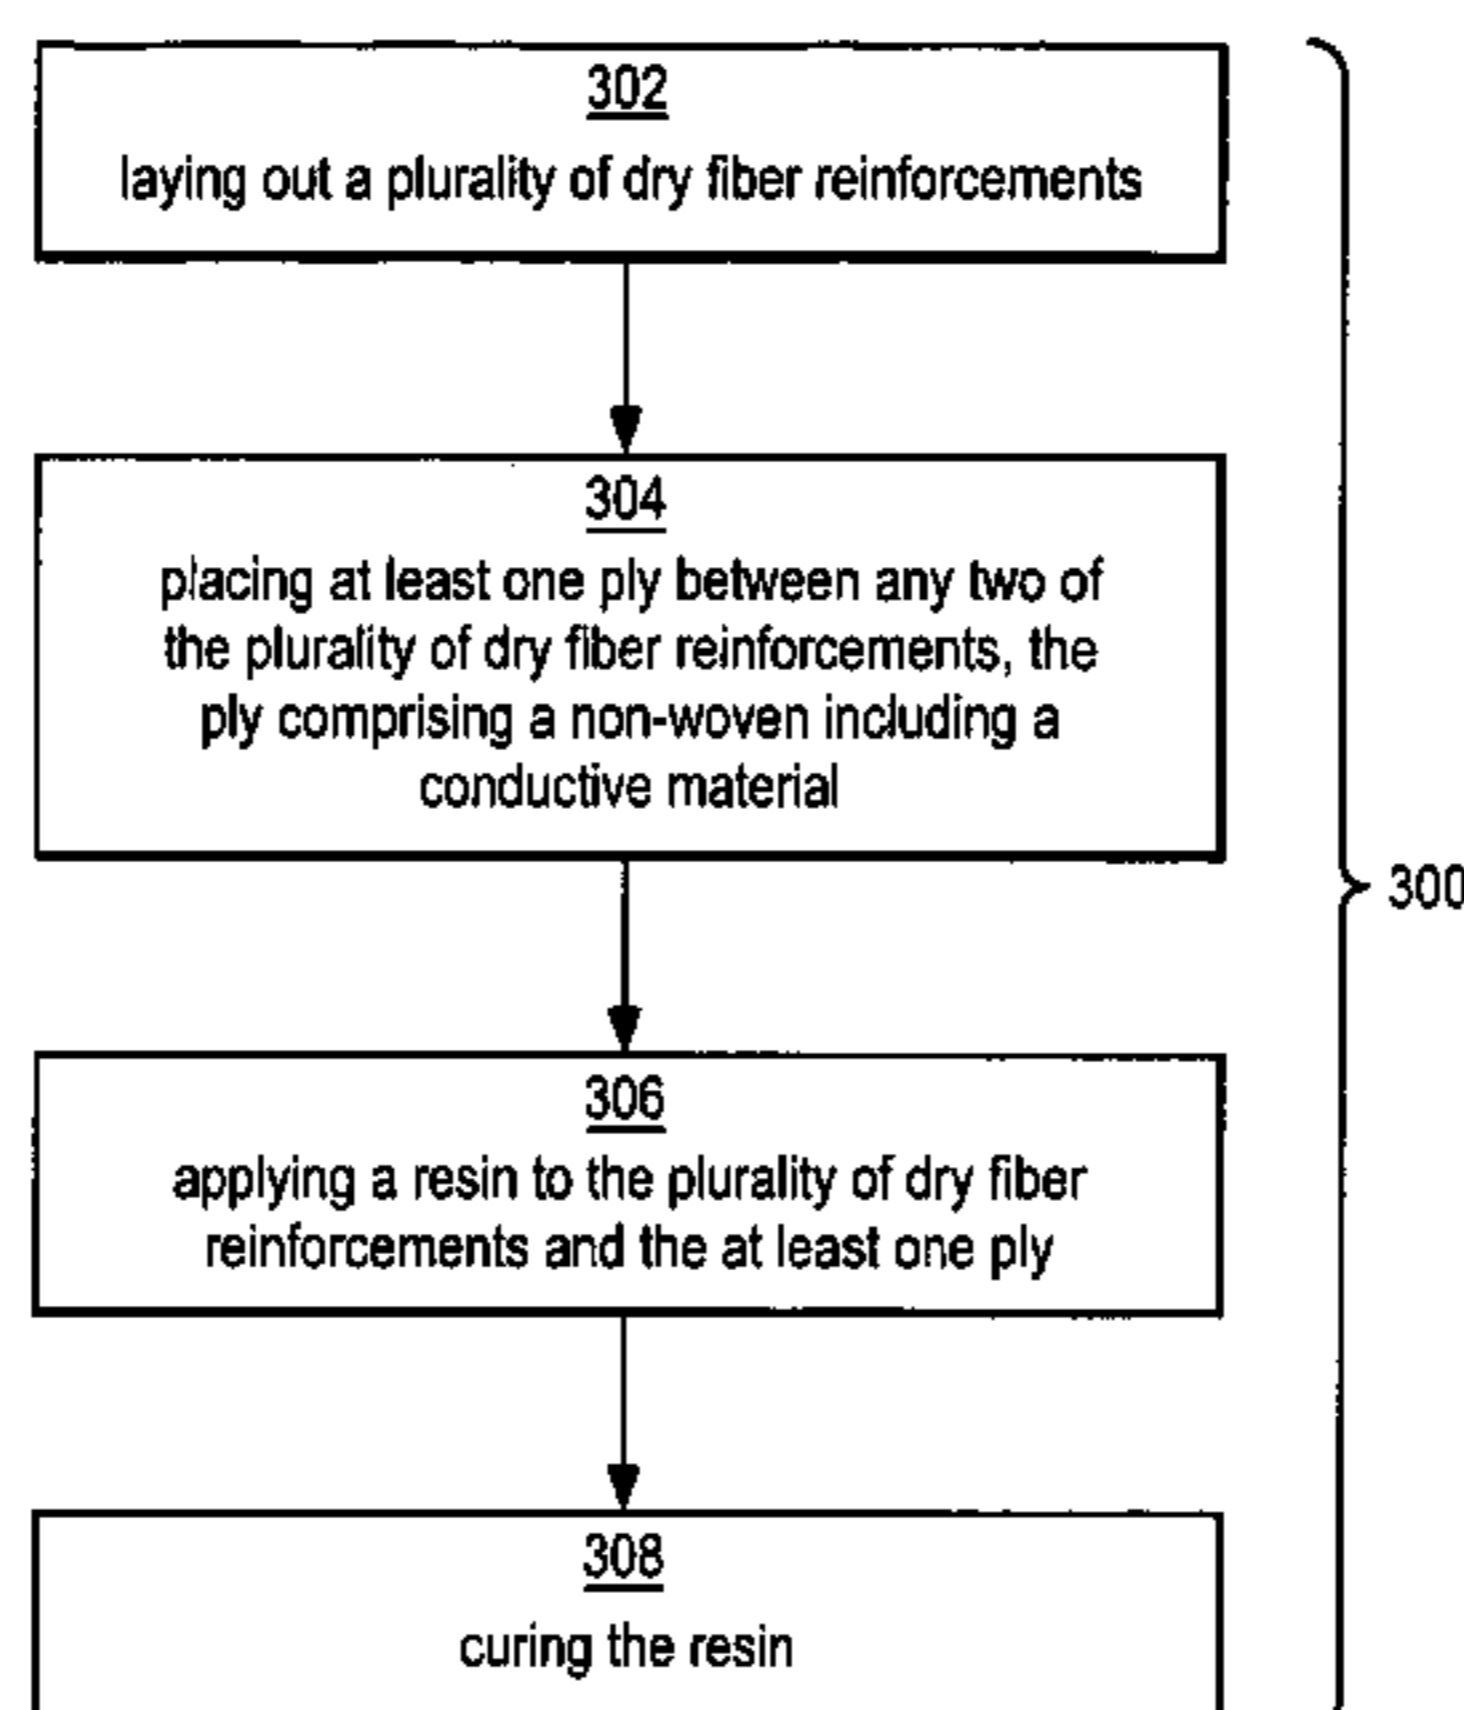 302
laying out a plurality of dry fiber reinforcements
304
placing at least one ply between any two of
the plurality of dry fiber reinforcements, the
ply comprising a non-woven including a
conductive material
300
306
applying a resin to the plurality of dry fiber
reinforcements and the at least one ply
308
curing the resin